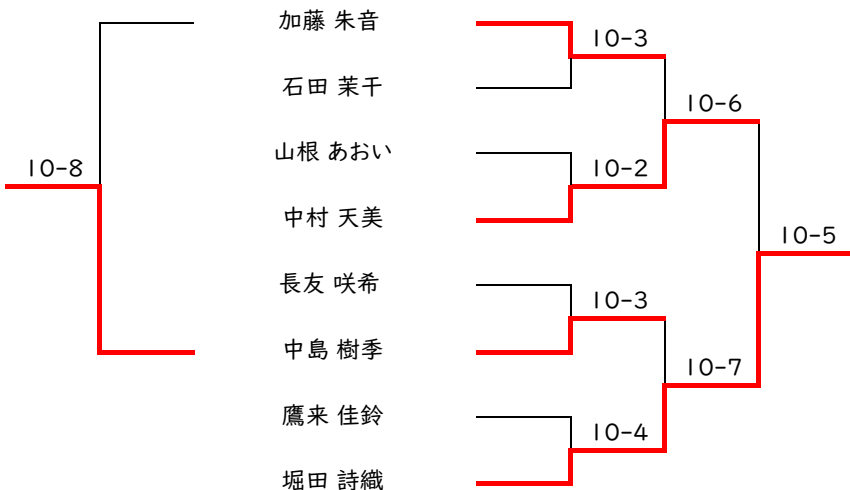 加藤 朱音
10-3
石田 茉千
10-6
山根 あおい
10-8
10-2
中村 天美
10-5
長友 咲希
10-3
中島 樹季
10-7
鷹来 佳鈴
10-4
堀田 詩織